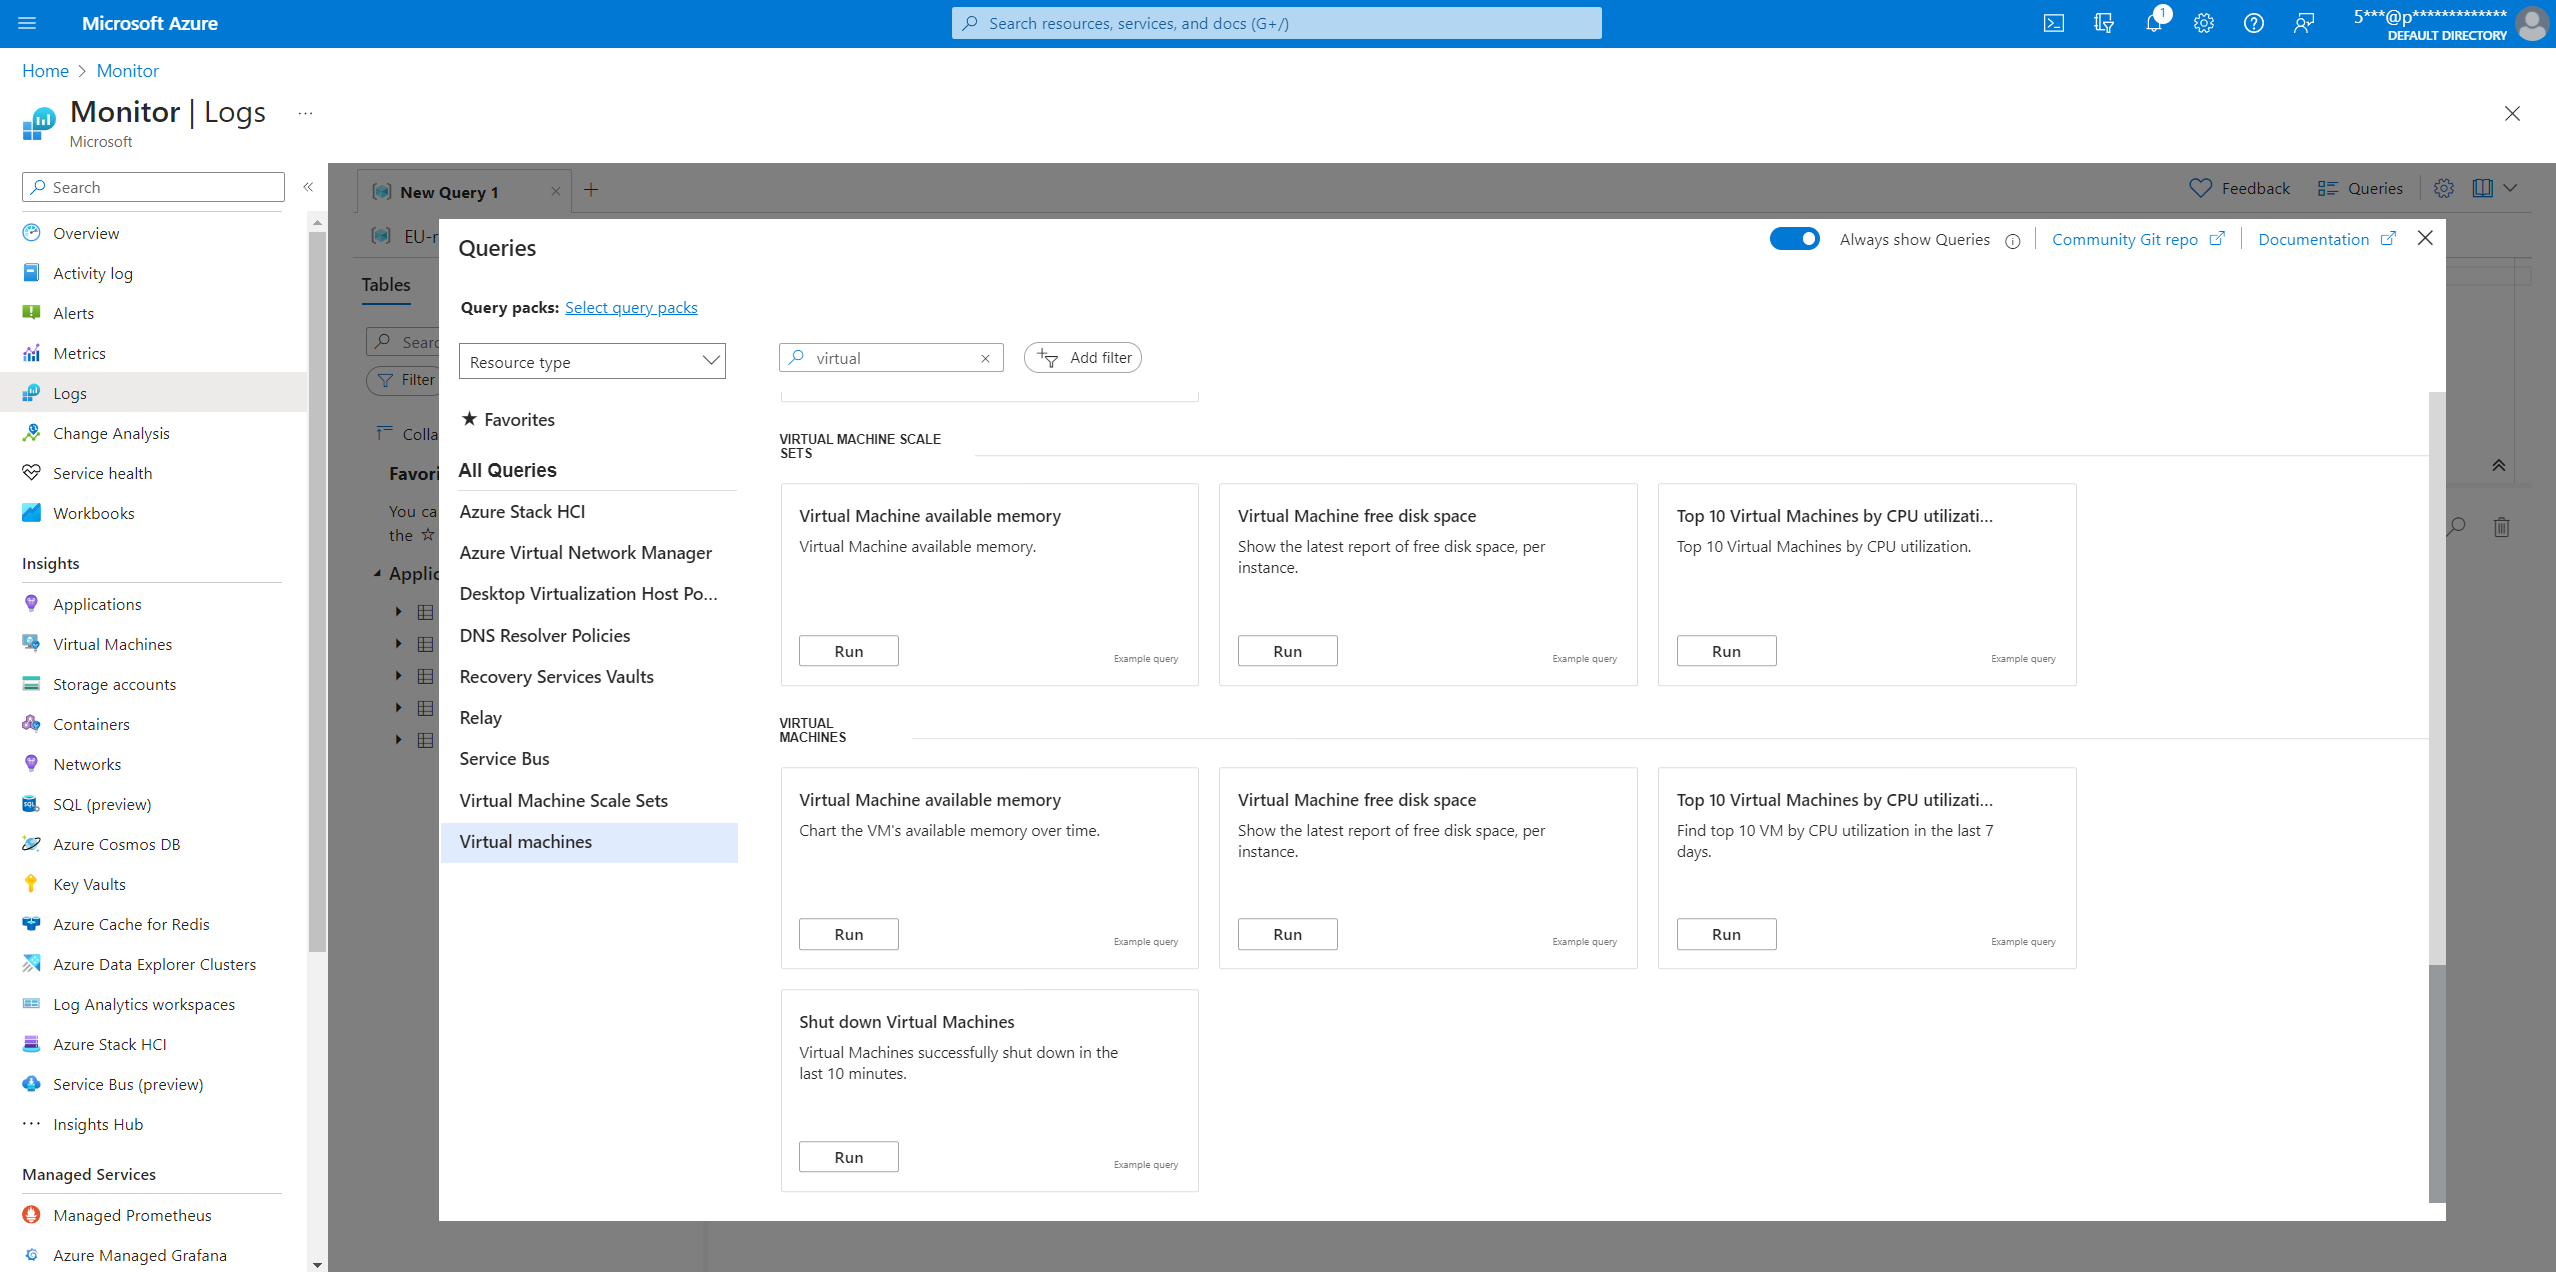 Microsoft Azure
Search resources, services, and docs (G+/)
1
5***@p*************
DEFAULT DIRECTORY
Home > Monitor
Monitor | Logs
...
Microsoft
Search
«
Overview
Activity log
Alerts
Metrics
Logs
Change Analysis
Service health
Workbooks
Insights
Applications
Virtual Machines
Storage accounts
Containers
Networks
SQL (preview)
Azure Cosmos DB
Key Vaults
Azure Cache for Redis
Azure Data Explorer Clusters
Log Analytics workspaces
Azure Stack HCI
Service Bus (preview)
Insights Hub
Managed Services
Managed Prometheus
Azure Managed Grafana
New Query 1
Feedback
Queries
EU-r
Tables
Searc
Filter
Colla
Favori
You ca
the ☆
Applic
Queries
Always show Queries
Community Git repo
Documentation
Query packs: Select query packs
Resource type
virtual
Add filter
★ Favorites
All Queries
Azure Stack HCI
Azure Virtual Network Manager
Desktop Virtualization Host Po...
DNS Resolver Policies
Recovery Services Vaults
Relay
Service Bus
Virtual Machine Scale Sets
Virtual machines
VIRTUAL MACHINE SCALE
SETS
Virtual Machine available memory
Virtual Machine available memory.
Run
Example query
Virtual Machine free disk space
Show the latest report of free disk space, per
instance.
Run
Example query
Top 10 Virtual Machines by CPU utilizati...
Top 10 Virtual Machines by CPU utilization.
Run
Example query
VIRTUAL
MACHINES
Virtual Machine available memory
Chart the VM's available memory over time.
Run
Example query
Virtual Machine free disk space
Show the latest report of free disk space, per
instance.
Run
Example query
Top 10 Virtual Machines by CPU utilizati...
Find top 10 VM by CPU utilization in the last 7
days.
Run
Example query
Shut down Virtual Machines
Virtual Machines successfully shut down in the
last 10 minutes.
Run
Example query